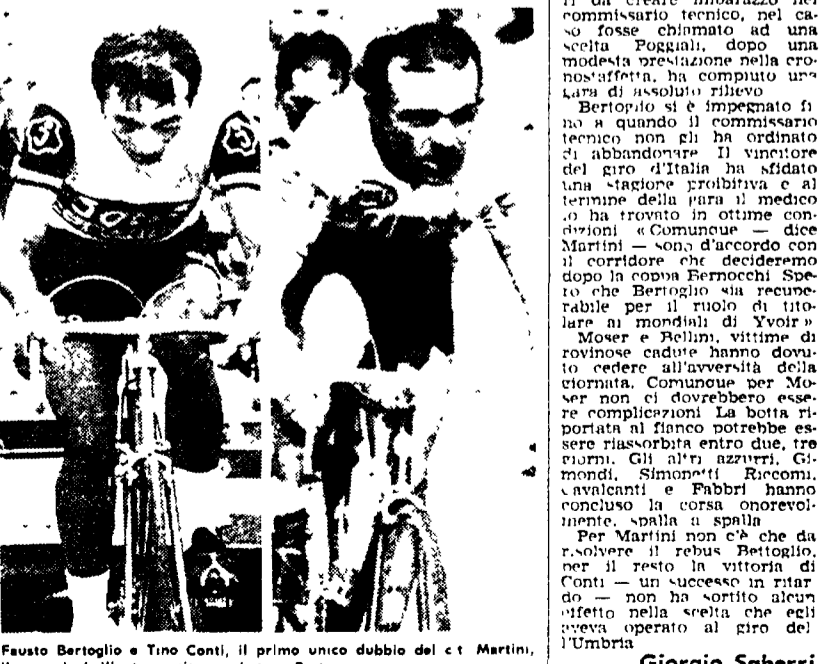 3
3
JOLLJ
commissario tecnico, nel ca-
so fosse chiamato ad una
scelta Poggiali, dopo una
modesta prestazione nella cro-
nostaffetta, ha compiuto una
gara di assoluto rilievo
Bertoglio si è impegnato fi
no a quando il commissario
tecnico non gli ha ordinato
di abbandonare Il vincitore
del giro d'Italia ha sfidato
una stagione proibitiva e al
termine della gara il medico
lo ha trovato in ottime con-
dizioni «Comunque — dice
Martini — sono d'accordo con
il corridore che decideremo
dopo la coppa Bernocchi Spe-
ro che Bertoglio sia recupe-
rabile per il ruolo di tito-
lare ai mondiali di Yvoir»
Moser e Bellini, vittime di
rovinose cadute hanno dovu-
to cedere all'avversità della
giornata. Comunque per Mo-
ser non ci dovrebbero esse-
re complicazioni La botta ri-
portata al fianco potrebbe es-
sere riassorbita entro due, tre
giorni. Gli altri azzurri, Gi-
mondi, Simonetti Riccomi,
Cavalcanti e Fabbri hanno
concluso la corsa onorevol-
mente, spalla a spalla
Per Martini non c'è che da
risolvere il rebus Bettoglio,
per il resto la vittoria di
Conti — un successo in ritar
do — non ha sortito alcun
effetto nella scelta che egli
aveva operato al giro del-
l'Umbria
Giorgio Sgherri
Fausto Bertoglio e Tino Conti, il primo unico dubbio del c t Martini,